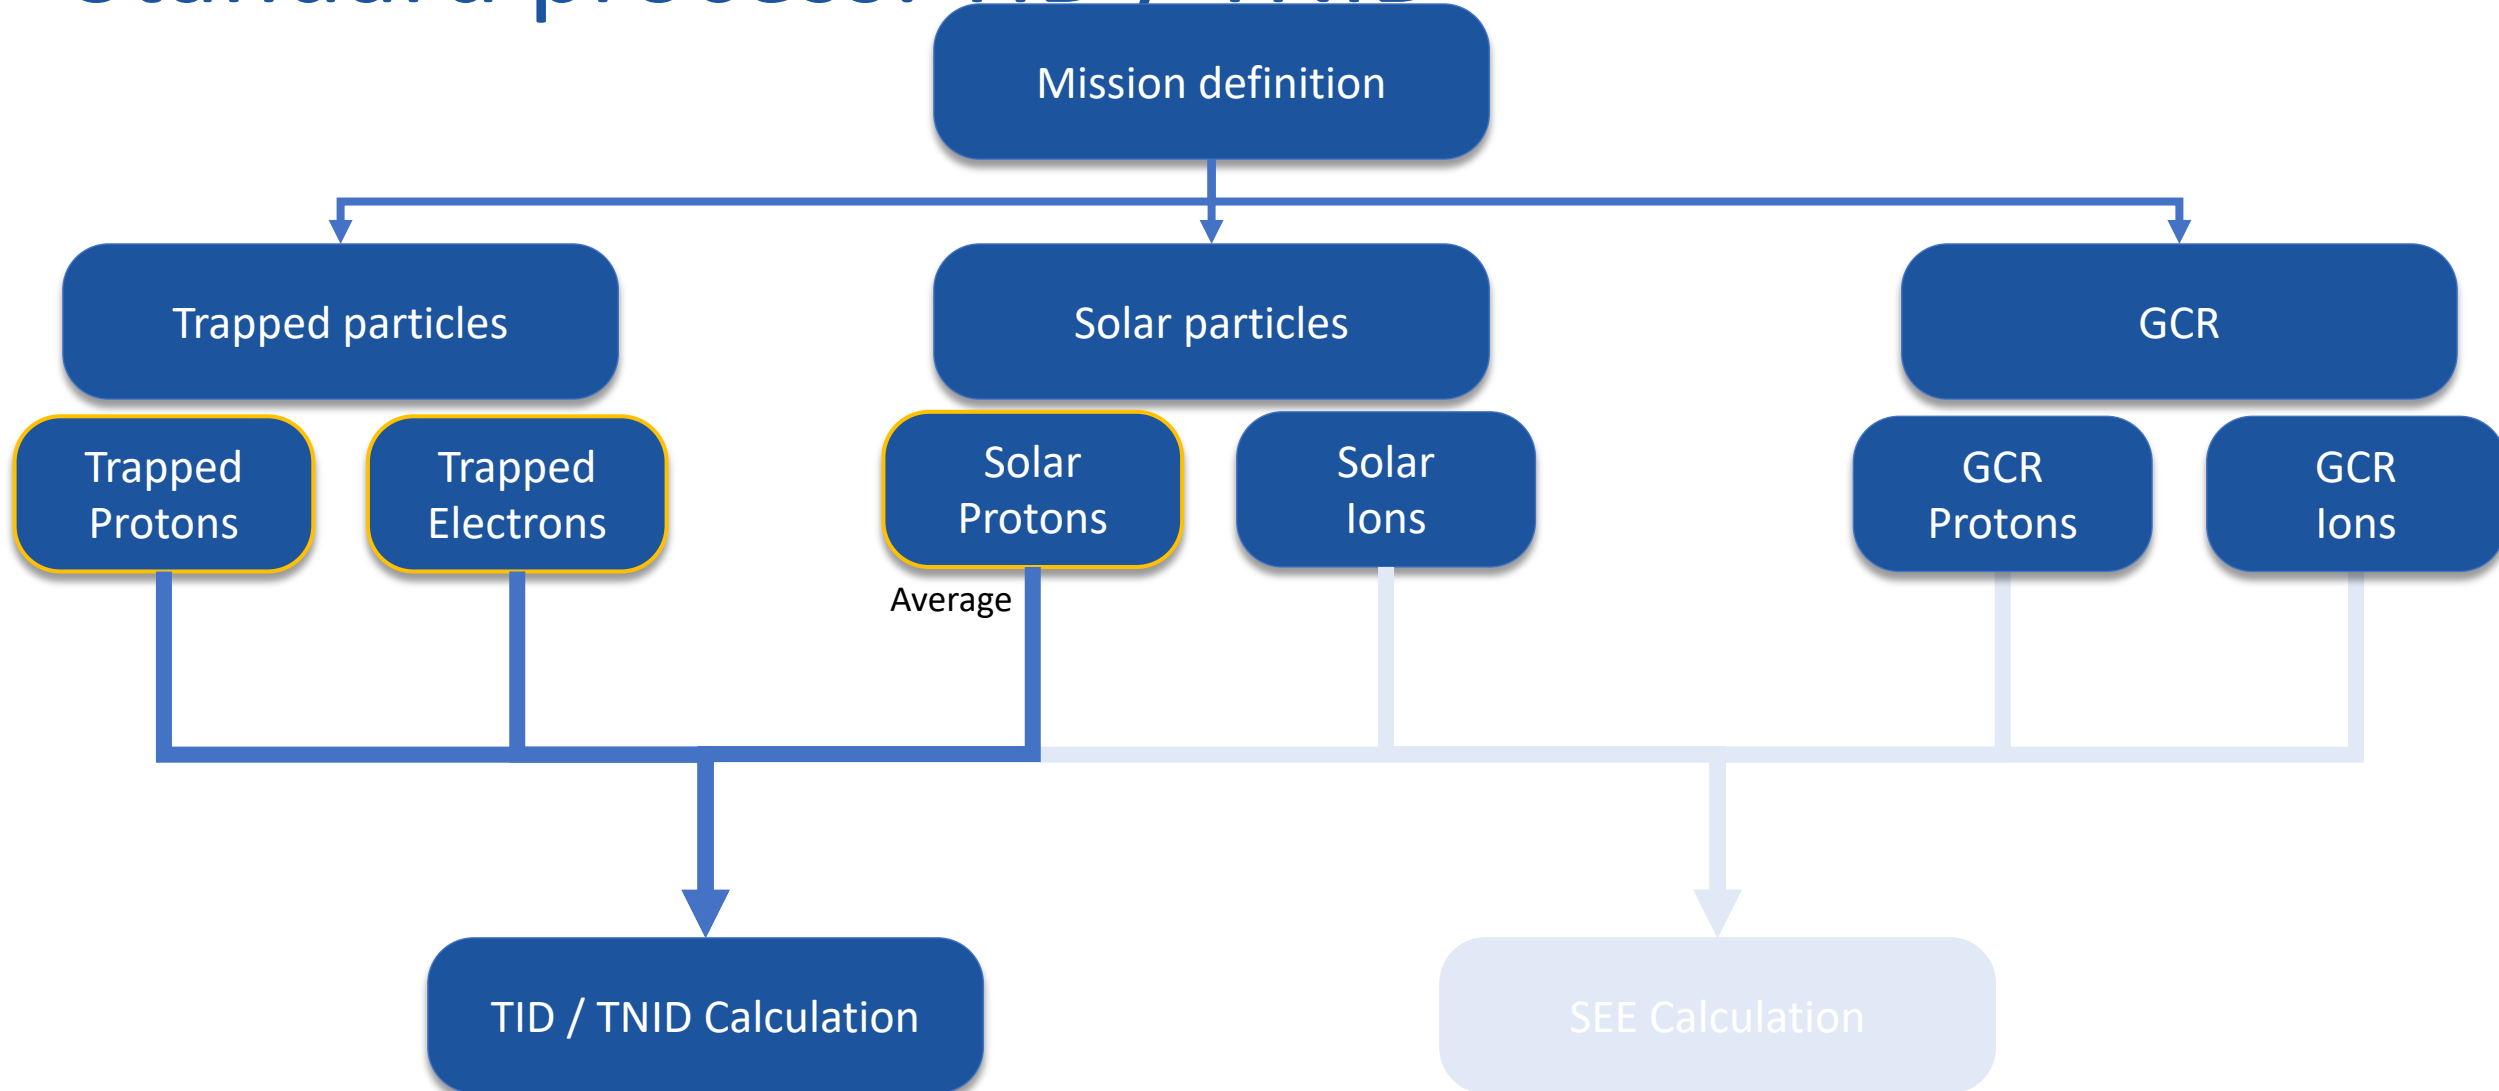 Mission definition
Trapped particles
Solar particles
GCR
Trapped
Protons
Trapped
Electrons
Solar
Protons
Solar
Ions
GCR
Protons
GCR
Ions
Average
TID / TNID Calculation
SEE Calculation